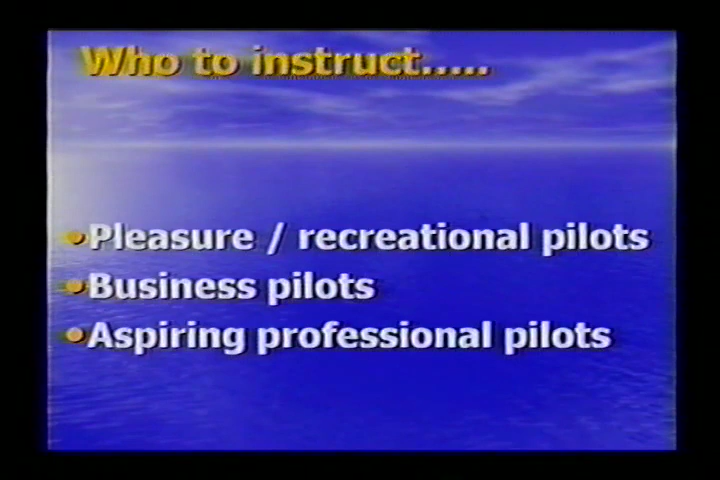 Who to instruct.....
•Pleasure / recreational pilots
•Business pilots
•Aspiring professional pilots